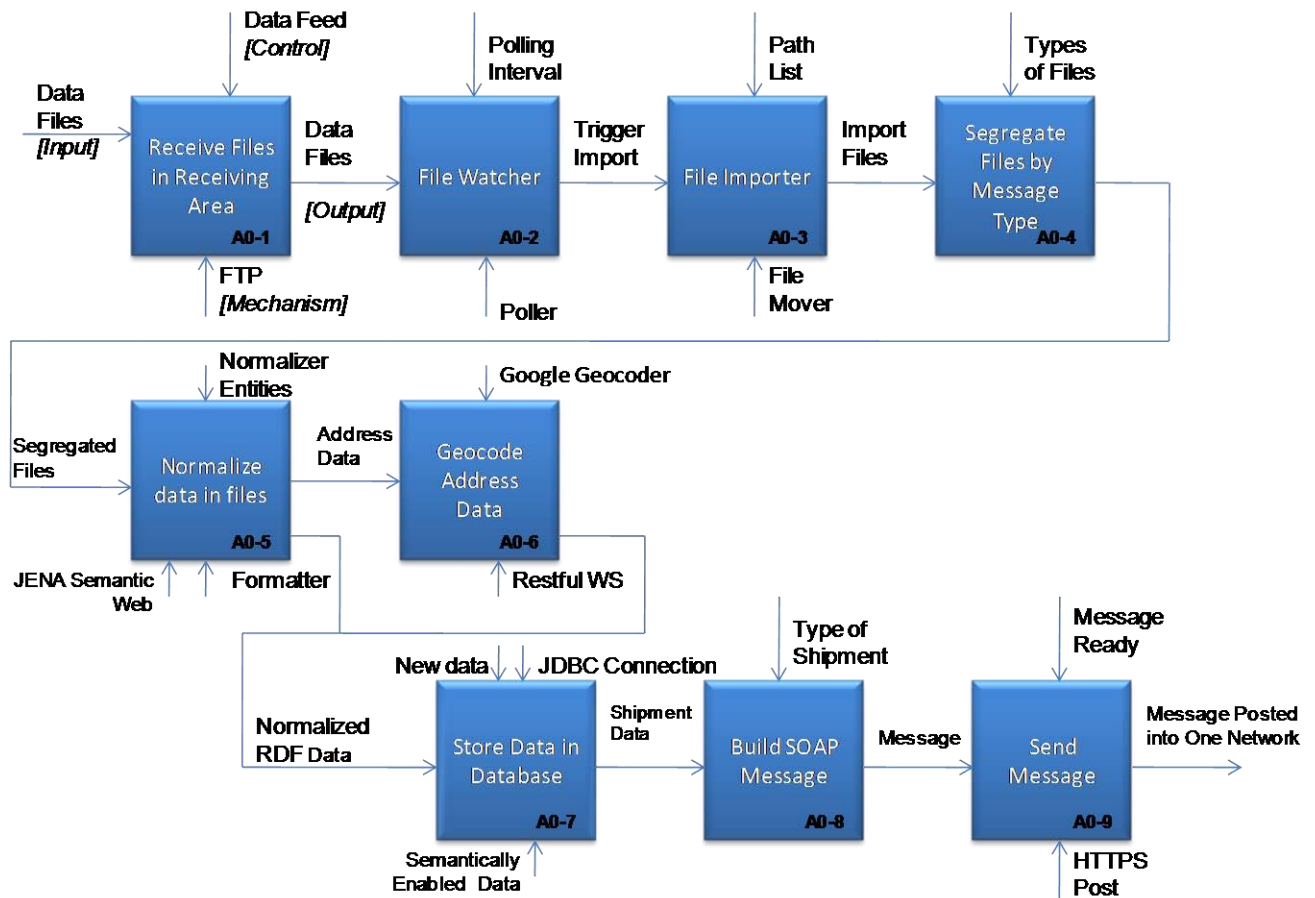 Data Feed
[Control]
Polling
Interval
Path
List
Types
of Files
Data
Files
[Input]
Receive Files
in Receiving
Area
A0-1
Data
Files
[Output]
File Watcher
A0-2
Trigger
Import
File Importer
A0-3
Import
Files
Segregate
Files by
Message
Type
A0-4
FTP
[Mechanism]
Poller
File
Mover
Normalizer
Entities
Google Geocoder
Segregated
Files
Normalize
data in files
A0-5
Address
Data
Geocode
Address
Data
A0-6
JENA Semantic
Web
Formatter
Restful WS
Type of
Shipment
Message
Ready
New data
JDBC Connection
Normalized
RDF Data
Store Data in
Database
A0-7
Shipment
Data
Build SOAP
Message
A0-8
Message
Send
Message
A0-9
Message Posted
into One Network
Semantically
Enabled Data
HTTPS
Post